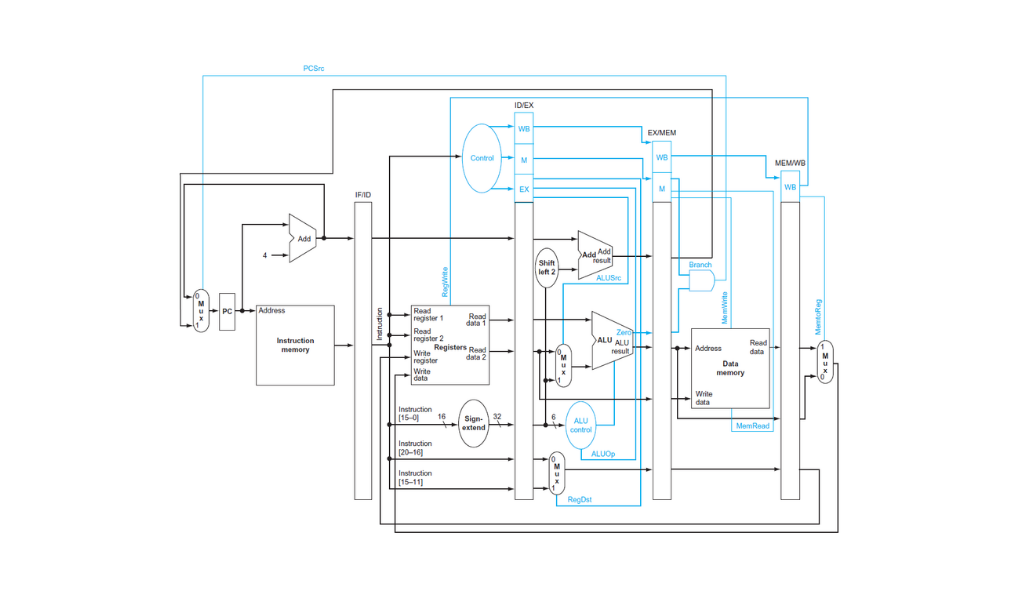 PCSrc
ID/EX
WB
EX/MEM
Control
M
WB
MEM/WB
EX
M
WB
IF/ID
Add
4
Add
Add
result
Shift
left 2
ALUSrc
Branch
RegWrite
MemWrite
MemtoReg
0
M
u
x
1
PC
Address
Instruction
memory
Instruction
Read
register 1
Read
data 1
Read
register 2
Registers
Read
data 2
Write
register
Write
data
Zero
ALU
ALU
result
0
M
u
x
1
Address
Read
data
Data
memory
Write
data
1
M
u
x
0
Instruction
[15–0]
16
Sign-
extend
32
6
ALU
control
MemRead
Instruction
[20–16]
ALUOp
0
M
u
x
1
Instruction
[15–11]
RegDst